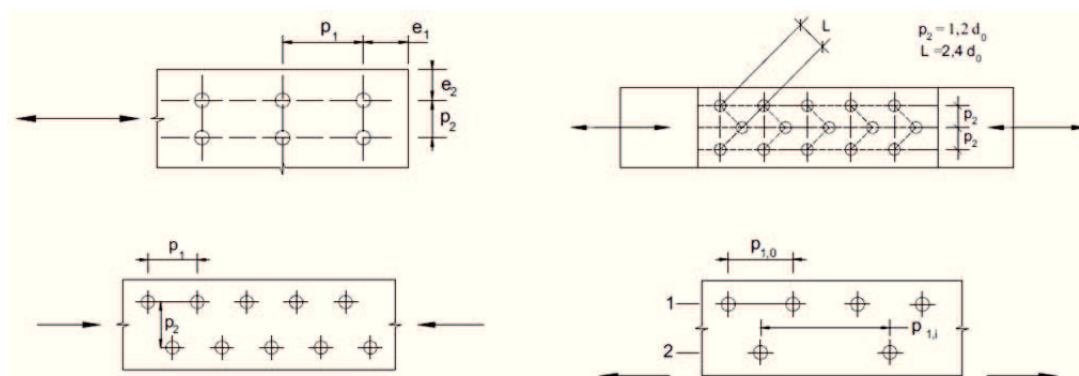 p1
e1
e2
p2
L
p2 = 1,2 d0
L = 2,4 d0
p2
p2
p1
p2
p1,0
1
p1,i
2